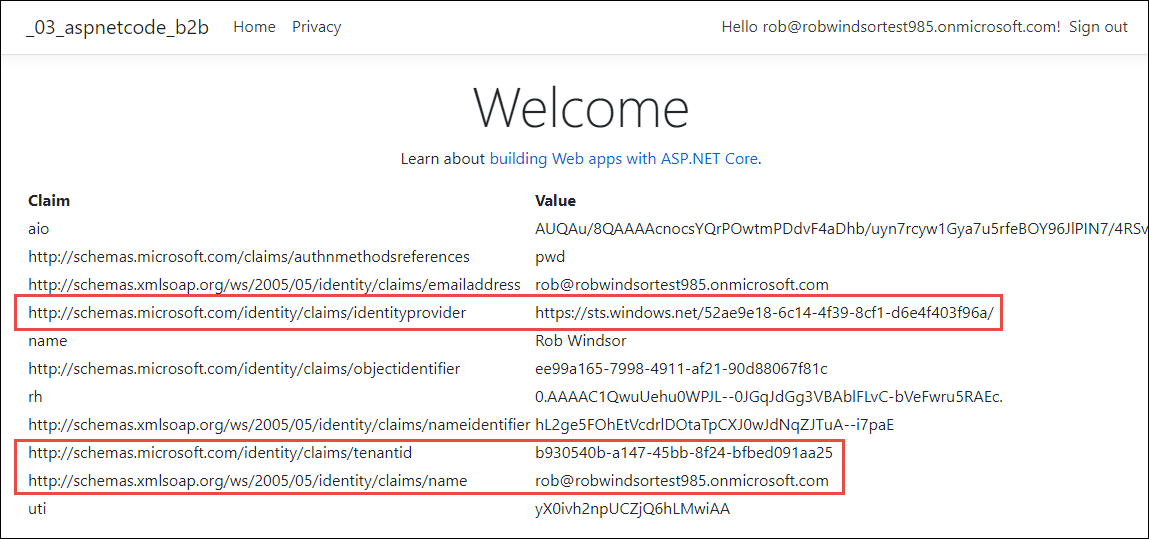 _03_aspnetcode_b2b Home Privacy Hello rob@robwindsortest985.onmicrosoft.com! Sign out
Welcome
Learn about building Web apps with ASP.NET Core.
Claim Value
aio AUQAu/8QAAAAcnocsYQrPOwtmPDdvF4aDhb/uyn7rcyw1Gya7u5rfeBOY96JlPIN7/4RSv
http://schemas.microsoft.com/claims/authnmethodsreferences pwd
http://schemas.xmlsoap.org/ws/2005/05/identity/claims/emailaddress rob@robwindsortest985.onmicrosoft.com
http://schemas.microsoft.com/identity/claims/identityprovider https://sts.windows.net/52ae9e18-6c14-4f39-8cf1-d6e4f403f96a/
name Rob Windsor
http://schemas.microsoft.com/identity/claims/objectidentifier ee99a165-7998-4911-af21-90d88067f81c
rh 0.AAAAC1QwuUehu0WPJL--0JGqJdGg3VBAblFLvC-bVeFwru5RAEc.
http://schemas.xmlsoap.org/ws/2005/05/identity/claims/nameidentifier hL2ge5FOhEtVcdrlDOtaTpCXJ0wJdNqZJTuA--i7paE
http://schemas.microsoft.com/identity/claims/tenantid b930540b-a147-45bb-8f24-bfbed091aa25
http://schemas.xmlsoap.org/ws/2005/05/identity/claims/name rob@robwindsortest985.onmicrosoft.com
uti yX0ivh2npUCZjQ6hLMwiAA